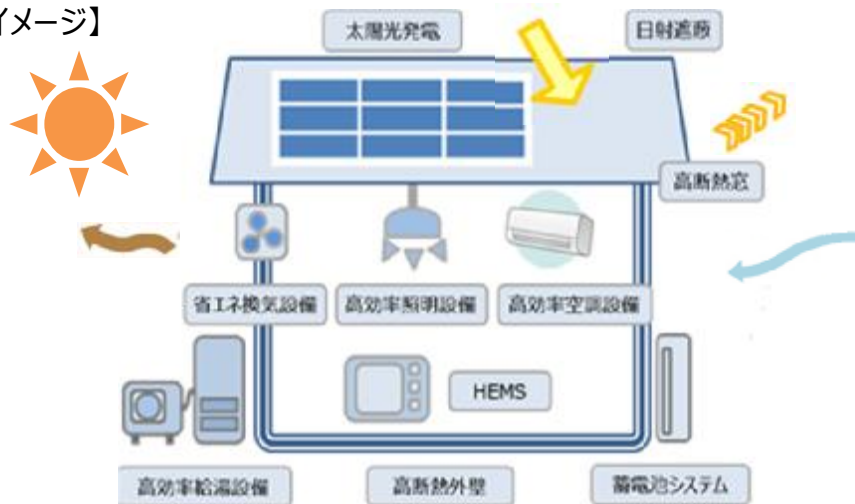 イメージ】
太陽光発電
日射遮蔽
高断熱窓
省エネ換気設備
高効率照明設備
高効率空調設備
HEMS
高効率給湯設備
高断熱外壁
蓄電池システム